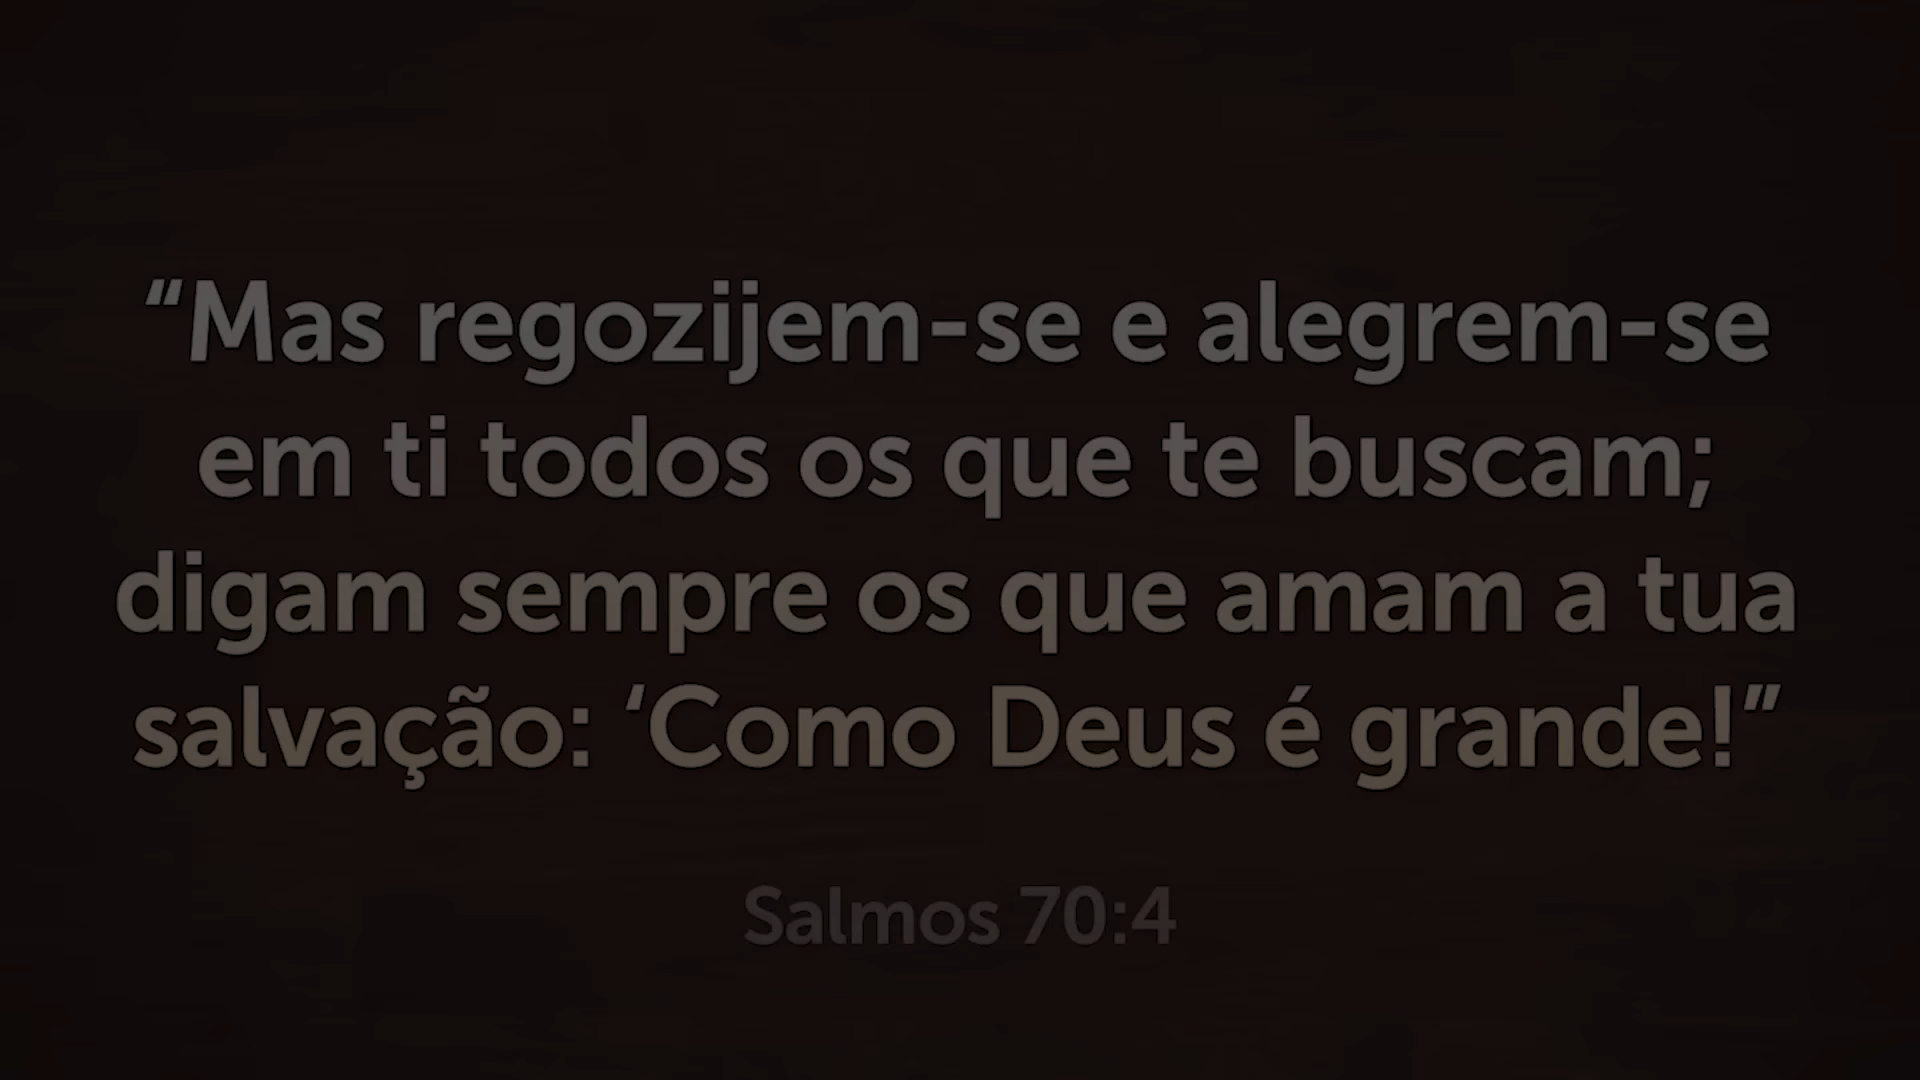 “Mas regozijem-se e alegrem-se
em ti todos os que te buscam;
digam sempre os que amam a tua
salvação: ‘Como Deus é grande!”
Salmos 70:4